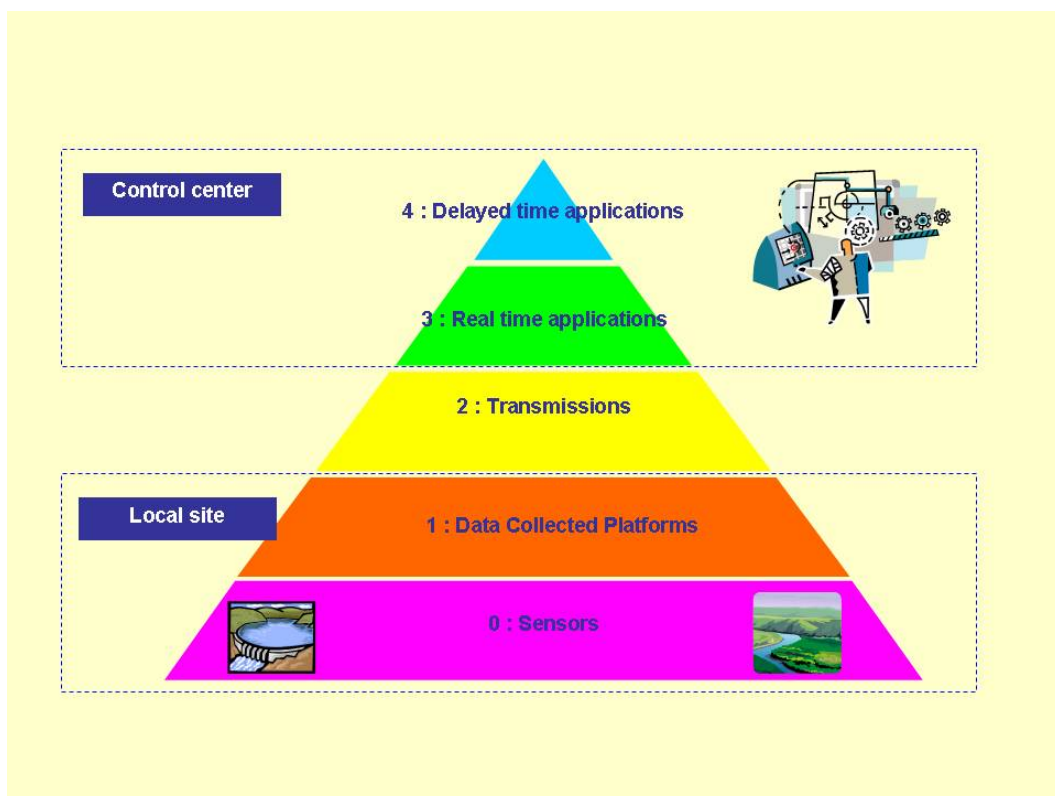 Control center
4 : Delayed time applications
3 : Real time applications
2 : Transmissions
Local site
1 : Data Collected Platforms
0 : Sensors